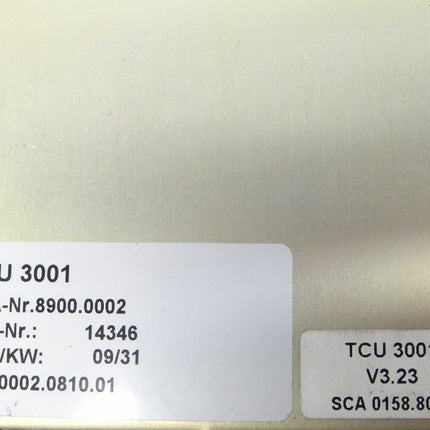 U 3001
-Nr.8900.0002
-Nr.: 14346
/KW: 09/31
0002.0810.01
TCU 3001
V3.23
SCA 0158.80